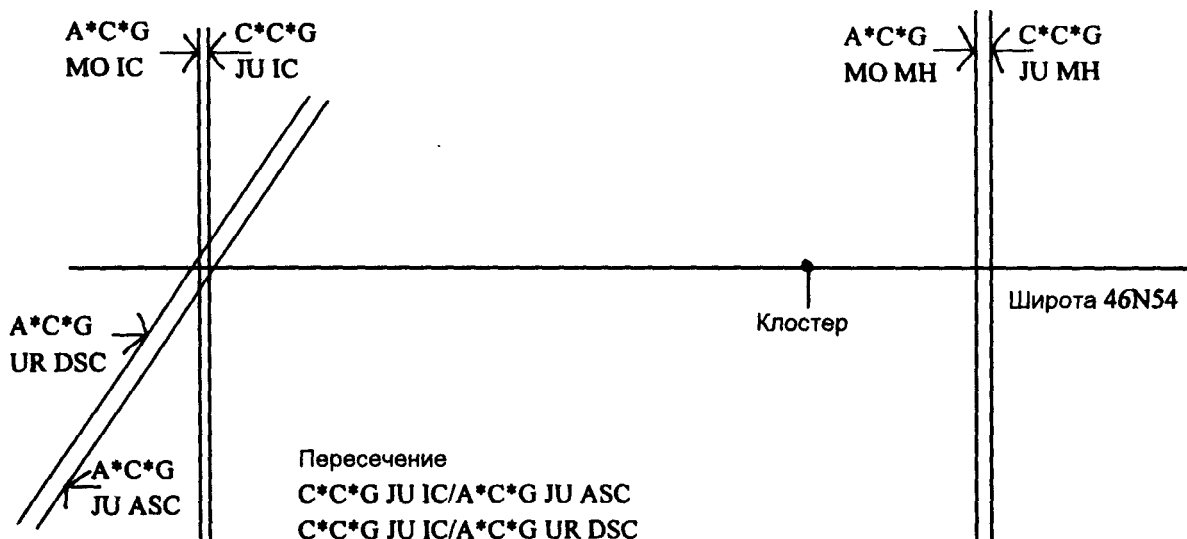 A*C*G
MO IC
C*C*G
JU IC
A*C*G
MO MH
C*C*G
JU MH
Широта 46N54
Клостер
A*C*G
UR DSC
A*C*G
JU ASC
Пересечение
C*C*G JU IC/A*C*G JU ASC
C*C*G JU IC/A*C*G UR DSC